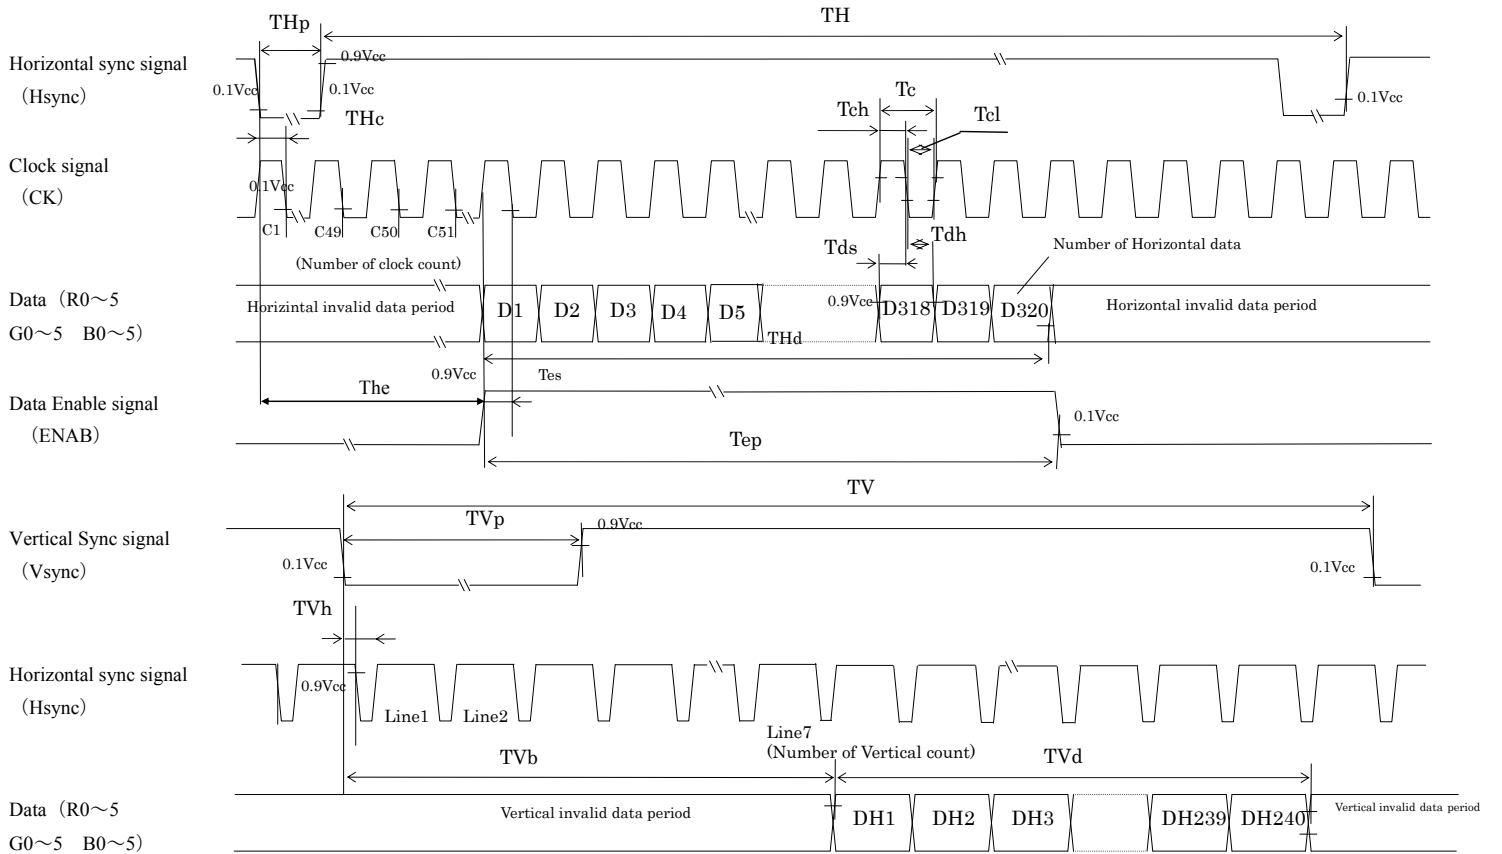 THp
TH
Horizontal sync signal
（Hsync）
0.9Vcc
0.1Vcc
0.1Vcc
0.1Vcc
THc
Tc
Tch
Tcl
Clock signal
（CK）
0.1Vcc
C1
C49
C50
C51
(Number of clock count)
Tds
Tdh
Number of Horizontal data
Data（R0～5
G0～5 B0～5）
Horizintal invalid data period
D1
D2
D3
D4
D5
0.9Vcc
D318
D319
D320
Horizontal invalid data period
THd
0.9Vcc
Tes
The
Data Enable signal
（ENAB）
0.1Vcc
Tep
TV
TVp
Vertical Sync signal
（Vsync）
0.9Vcc
0.1Vcc
0.1Vcc
TVh
Horizontal sync signal
（Hsync）
0.9Vcc
Line1
Line2
Line7
(Number of Vertical count)
TVb
TVd
Data（R0～5
G0～5 B0～5）
Vertical invalid data period
DH1
DH2
DH3
DH239
DH240
Vertical invalid data period